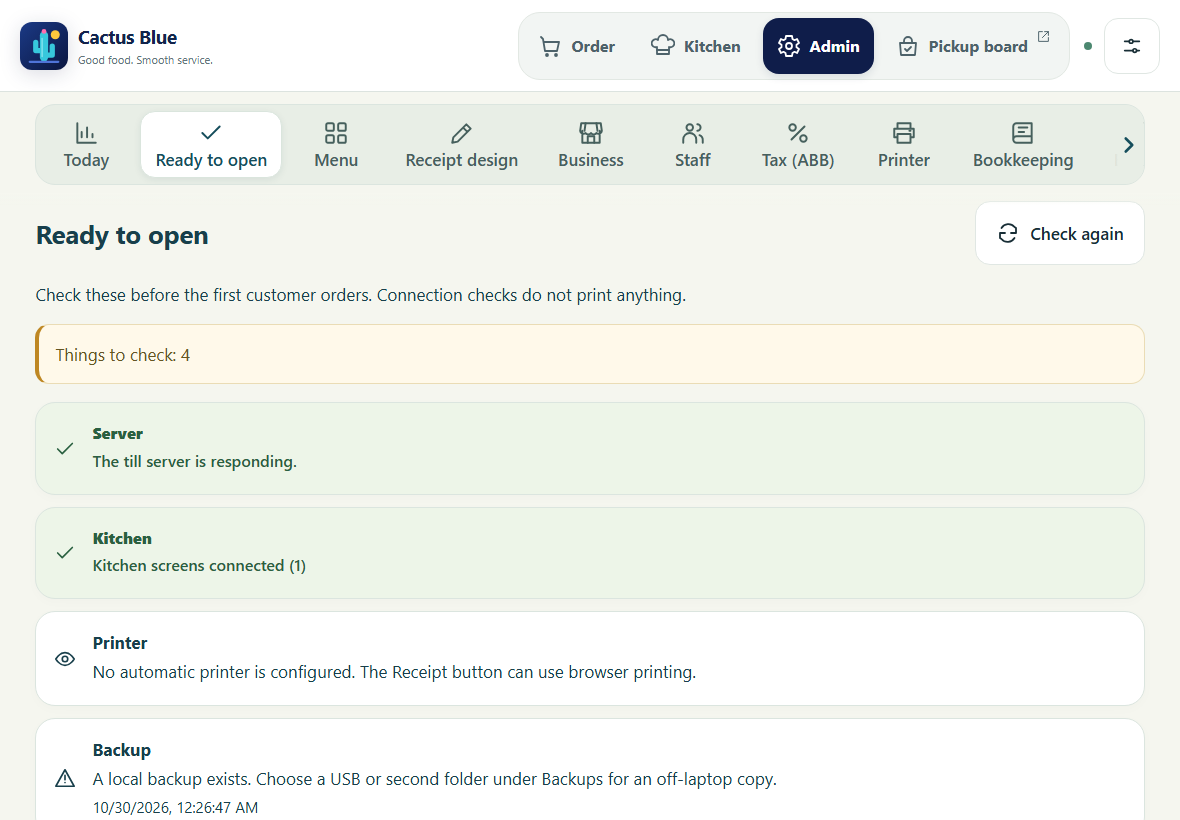 Cactus Blue
Good food. Smooth service.
Order
Kitchen
Admin
Pickup board
Today
Ready to open
Menu
Receipt design
Business
Staff
Tax (ABB)
Printer
Bookkeeping
Ready to open
Check again
Check these before the first customer orders. Connection checks do not print anything.
Things to check: 4
Server
The till server is responding.
Kitchen
Kitchen screens connected (1)
Printer
No automatic printer is configured. The Receipt button can use browser printing.
Backup
A local backup exists. Choose a USB or second folder under Backups for an off-laptop copy.
10/30/2026, 12:26:47 AM